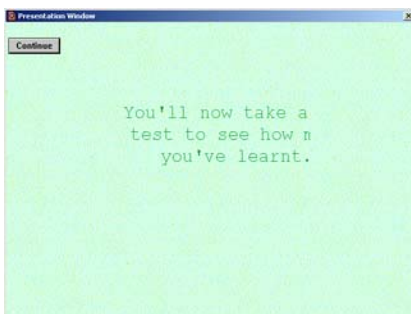 Presentation Window
Continue
You'll now take a
test to see how m
you've learnt.